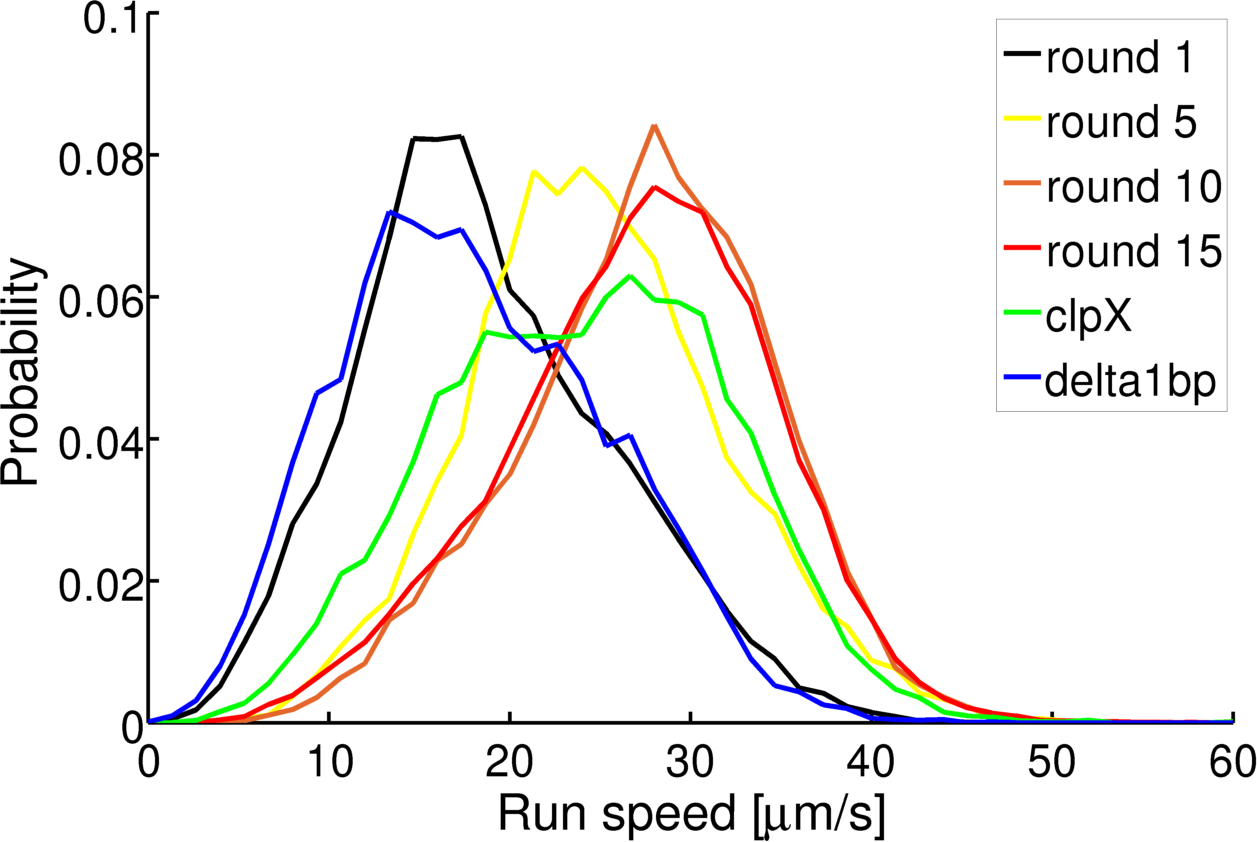 0.1
0.08
0.06
0.04
0.02
0
Probability
0 10 20 30 40 50 60
Run speed [μm/s]
round 1
round 5
round 10
round 15
clpX
delta1bp